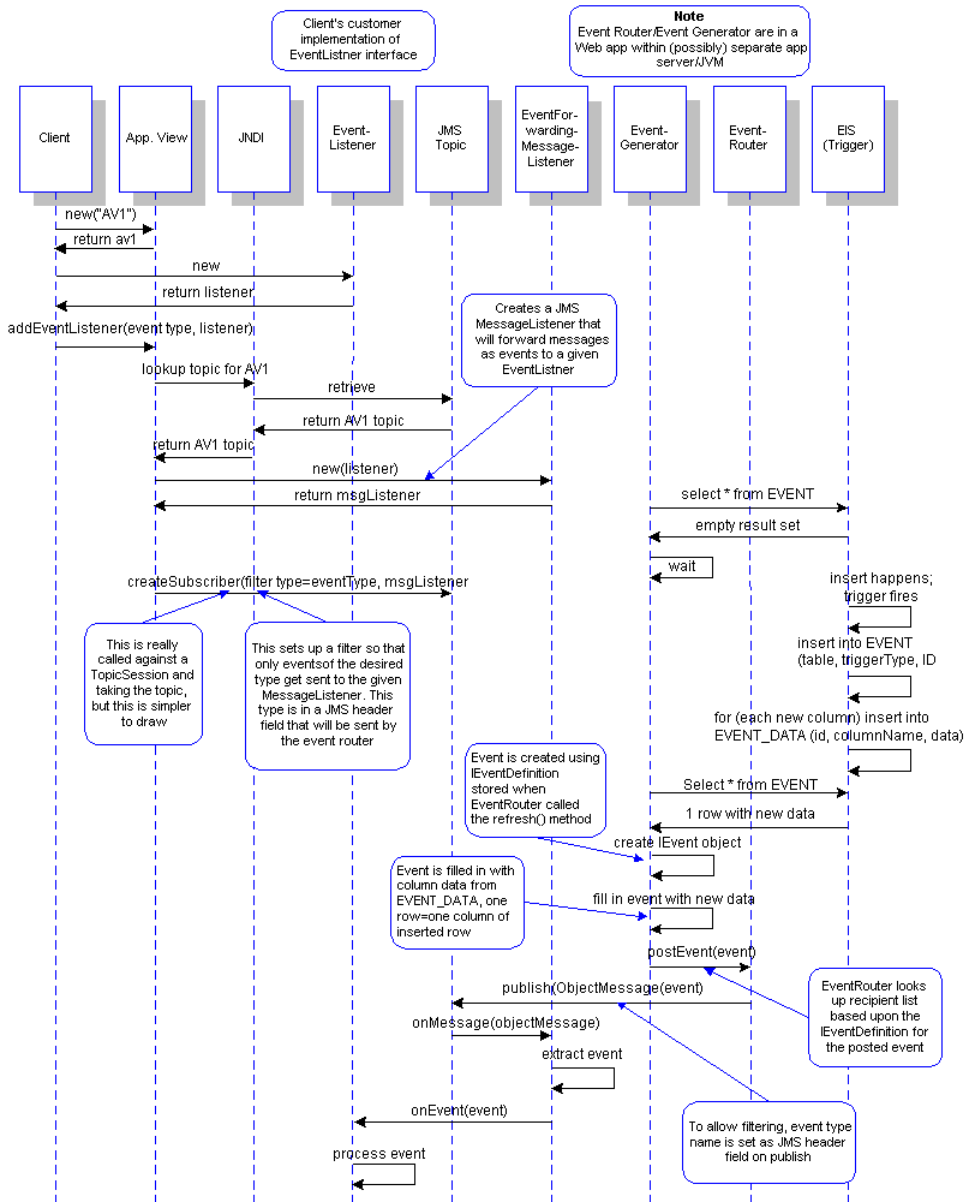 Client's customer
implementation of
EventListner interface
Note
Event Router/Event Generator are in a
Web app within (possibly) separate app
server/JVM
Client
App. View
JNDI
Event-
Listener
JMS
Topic
EventFor-
warding-
Message-
Listener
Event-
Generator
Event-
Router
EIS
(Trigger)
new("AV1")
return av1
new
return listener
addEventListener(event type, listener)
Creates a JMS
MessageListener that
will forward messages
as events to a given
EventListner
lookup topic for AV1
retrieve
return AV1 topic
return AV1 topic
new(listener)
return msgListener
select * from EVENT
empty result set
wait
createSubscriber(filter type=eventType, msgListener
insert happens;
trigger fires
This is really
called against a
TopicSession and
taking the topic,
but this is simpler
to draw
This sets up a filter so that
only eventsof the desired
type get sent to the given
MessageListener. This
type is in a JMS header
field that will be sent by
the event router
insert into EVENT
(table, triggerType, ID
for (each new column) insert into
EVENT_DATA (id, columnName, data)
Event is created using
IEventDefinition
stored when
EventRouter called
the refresh() method
Select * from EVENT
1 row with new data
create IEvent object
Event is filled in with
column data from
EVENT_DATA, one
row=one column of
inserted row
fill in event with new data
postEvent(event)
EventRouter looks
up recipient list
based upon the
IEventDefinition for
the posted event
publish(ObjectMessage(event)
onMessage(objectMessage)
extract event
onEvent(event)
To allow filtering, event type
name is set as JMS header
field on publish
process event